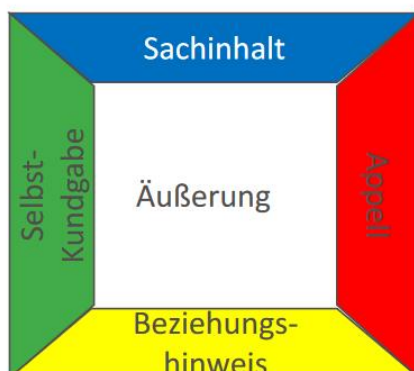 Sachinhalt
Selbst-
Kundgabe
Äußerung
Appell
Beziehungs-
hinweis